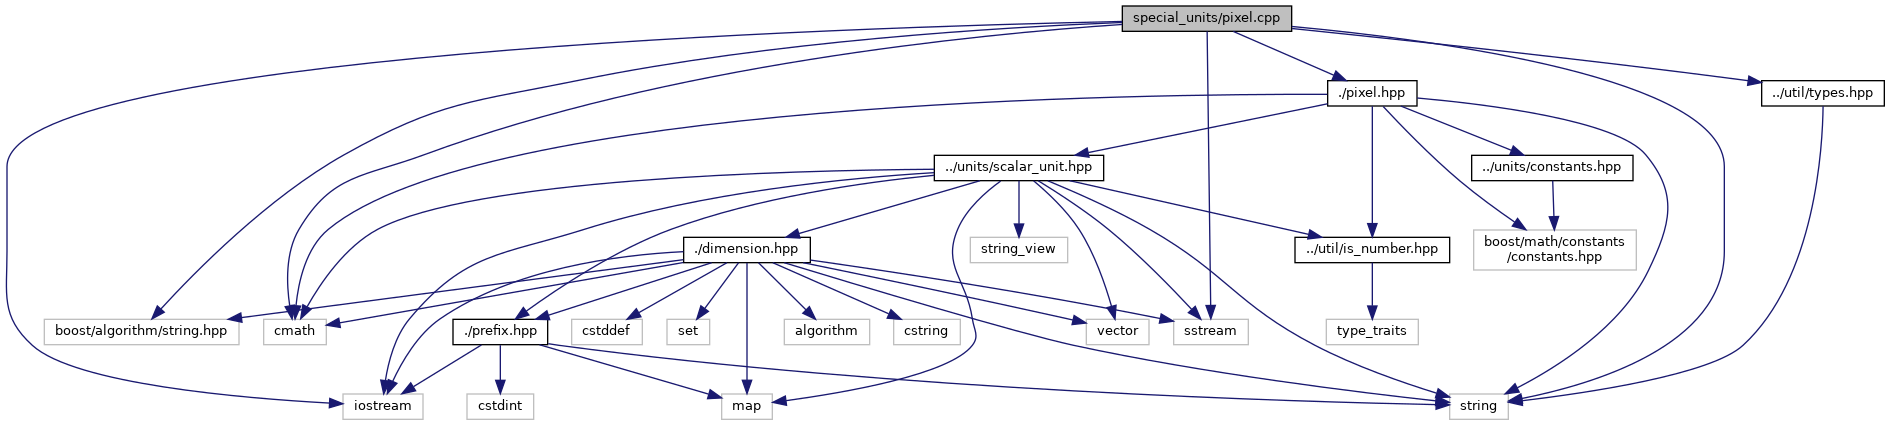 special_units/pixel.cpp
./pixel.hpp
../util/types.hpp
../units/scalar_unit.hpp
../units/constants.hpp
./dimension.hpp
string_view
../util/is_number.hpp
boost/math/constants
/constants.hpp
boost/algorithm/string.hpp
cmath
./prefix.hpp
cstddef
set
algorithm
cstring
vector
sstream
type_traits
iostream
cstdint
map
string